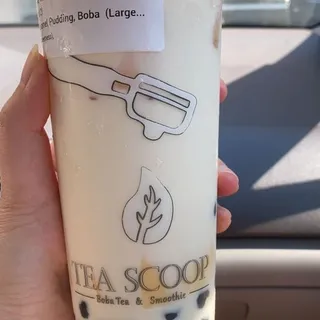 Pudding, Boba (Large...
TEA SCOOP
Boba Tea & Smoothie